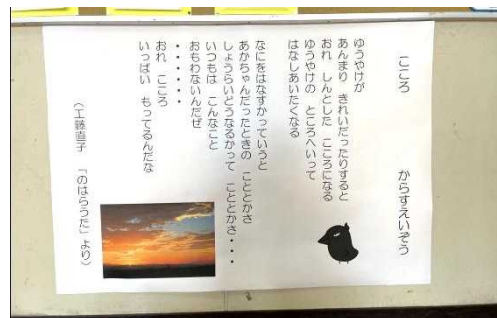 こころ　からすえいぞう
ゆうやけが
あんまり　きれいだったりすると
おれ　しんとした　こころになる
ゆうやけの　ところへいって
はなしあいたくなる
なにをはなすかっていうと
あかちゃんだったときの　こととかさ
しょうらいどうなるかって　こととかさ・・・
いつもは　こんなこと
おもわないんだぜ
・・・・・・
おれ　こころ
いっぱい　もってるんだな
（工藤直子　「のはらうた」より）